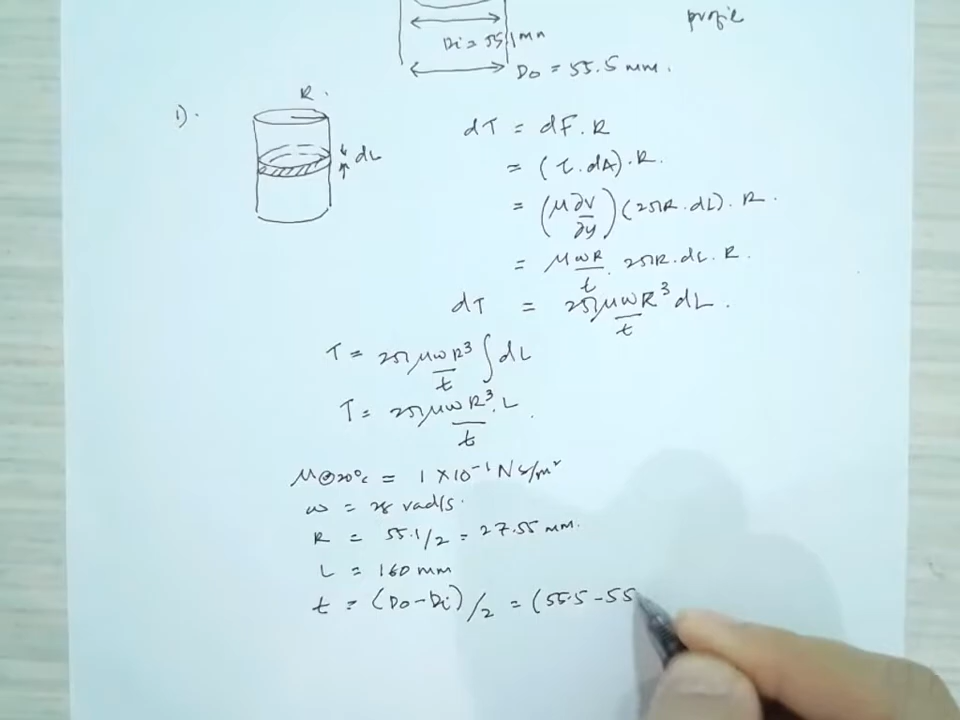 profile
Di = 55.1 mm
Do = 55.5 mm.
R.
1).
dL
dT = dF. R
= (τ. dA). R.
= (μ ∂V/∂y) (2πR. dL). R.
= μωR/t. 2πR. dL. R.
dT = 2πμωR³/t dL.
T = 2πμωR³/t ∫ dL
T = 2πμωR³/t. L.
μ@20°c = 1 X 10⁻¹ N s/m²
ω = rad/s.
R = 55.1/2 = 27.55 mm.
L = 160 mm
t = (Do - Di)/2 = (55.5 - 55